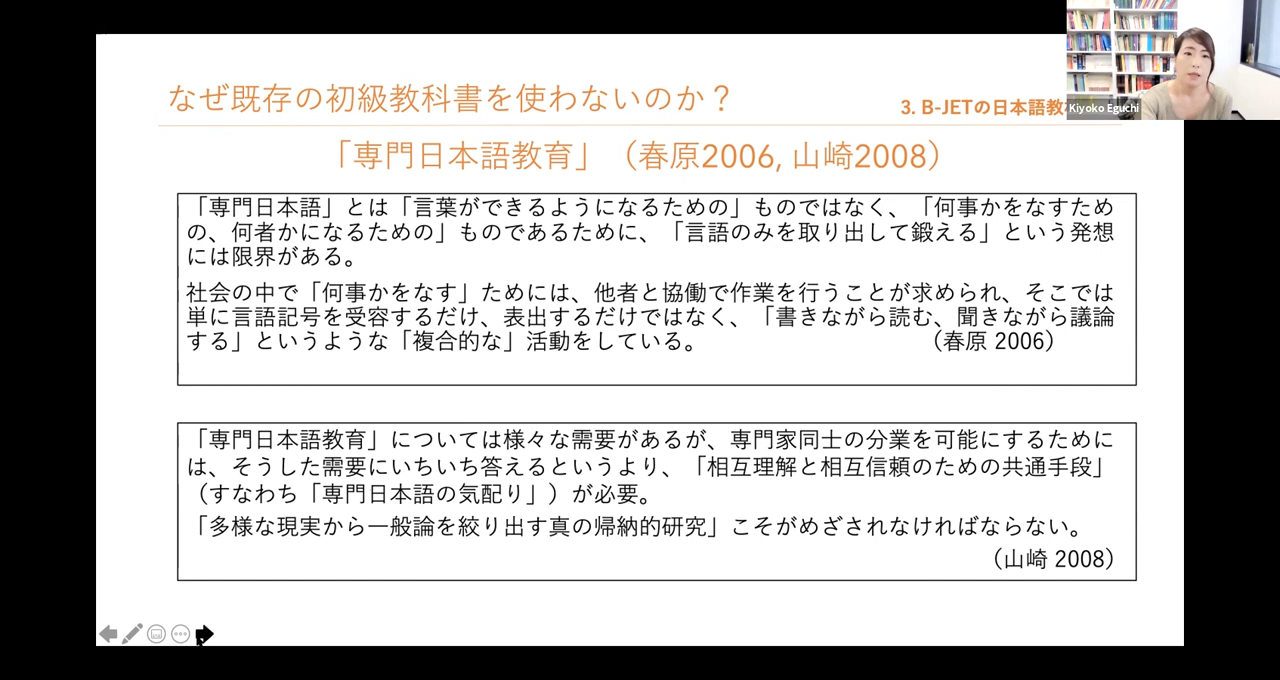 なぜ既存の初級教科書を使わないのか？
3. B-JETの日本語教
Kiyoko Eguchi
「専門日本語教育」（春原2006, 山崎2008）
「専門日本語」とは「言葉ができるようになるための」ものではなく、「何事かをなすため
の、何者かになるための」ものであるために、「言語のみを取り出して鍛える」という発想
には限界がある。
社会の中で「何事かをなす」ためには、他者と協働で作業を行うことが求められ、そこでは
単に言語記号を受容するだけ、表出するだけではなく、「書きながら読む、聞きながら議論
する」というような「複合的な」活動をしている。 （春原 2006）
「専門日本語教育」については様々な需要があるが、専門家同士の分業を可能にするために
は、そうした需要にいちいち答えるというより、「相互理解と相互信頼のための共通手段」
（すなわち「専門日本語の気配り」）が必要。
「多様な現実から一般論を絞り出す真の帰納的研究」こそがめざされなければならない。
（山崎 2008）